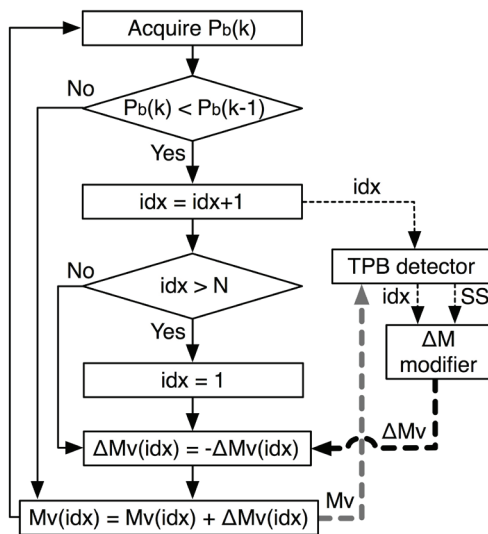 Acquire Pb(k)
No
Pb(k) < Pb(k-1)
Yes
idx = idx+1
idx
No
idx > N
TPB detector
idx
SS
Yes
ΔM
modifier
idx = 1
ΔMv(idx) = -ΔMv(idx)
ΔMv
Mv(idx) = Mv(idx) + ΔMv(idx)
Mv